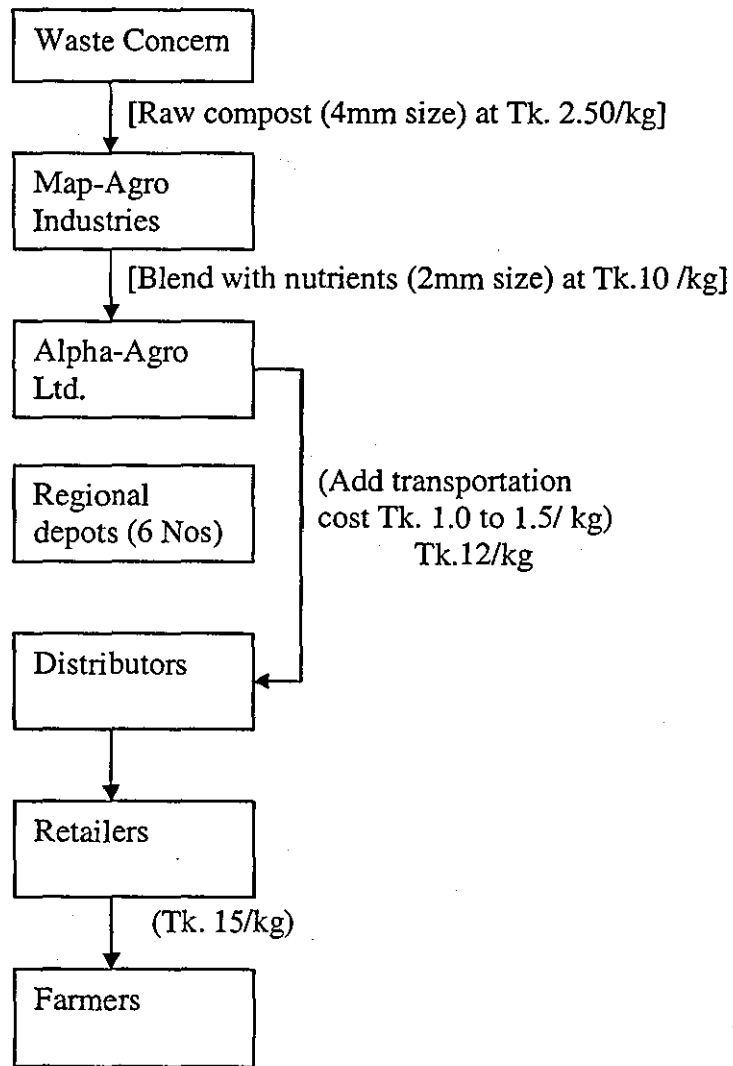 Waste Concern
[Raw compost (4mm size) at Tk. 2.50/kg]
Map-Agro
Industries
[Blend with nutrients (2mm size) at Tk.10 /kg]
Alpha-Agro
Ltd.
Regional
depots (6 Nos)
(Add transportation
cost Tk. 1.0 to 1.5/ kg)
Tk.12/kg
Distributors
Retailers
(Tk. 15/kg)
Farmers